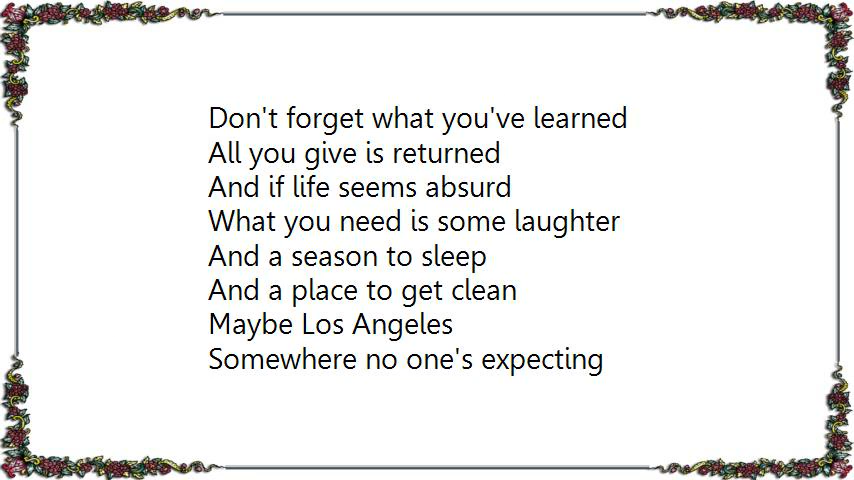 Don't forget what you've learned
All you give is returned
And if life seems absurd
What you need is some laughter
And a season to sleep
And a place to get clean
Maybe Los Angeles
Somewhere no one's expecting